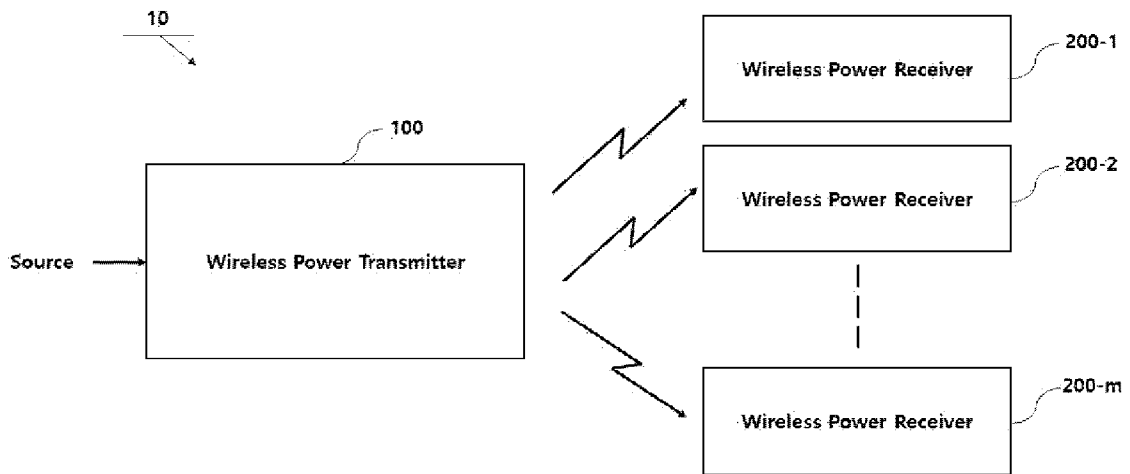 10
200-1
Wireless Power Receiver
100
200-2
Wireless Power Receiver
Source
Wireless Power Transmitter
200-m
Wireless Power Receiver